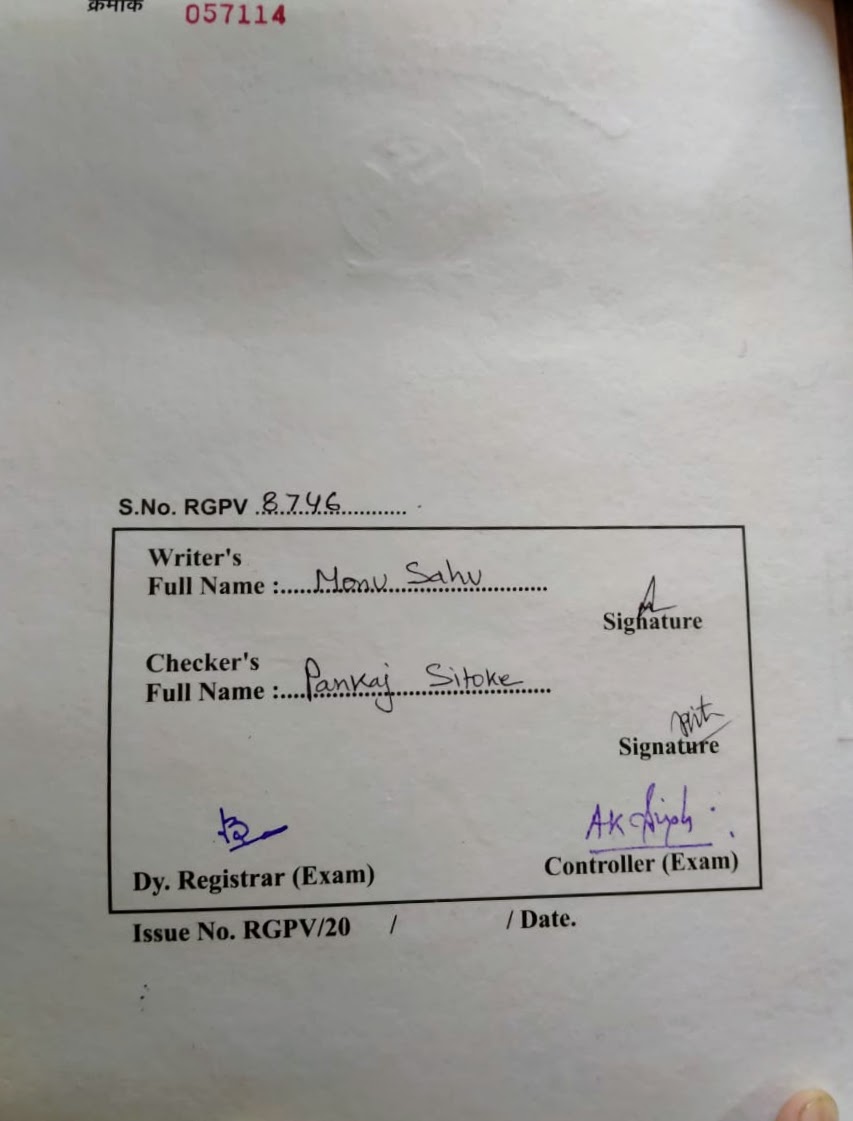 क्रमांक 057114
S.No. RGPV 8746
Writer's
Full Name : Monu Sahu
Signature
Checker's
Full Name : Pankaj Sitoke
Signature
AK Singh
Dy. Registrar (Exam) Controller (Exam)
Issue No. RGPV/20 / / Date.